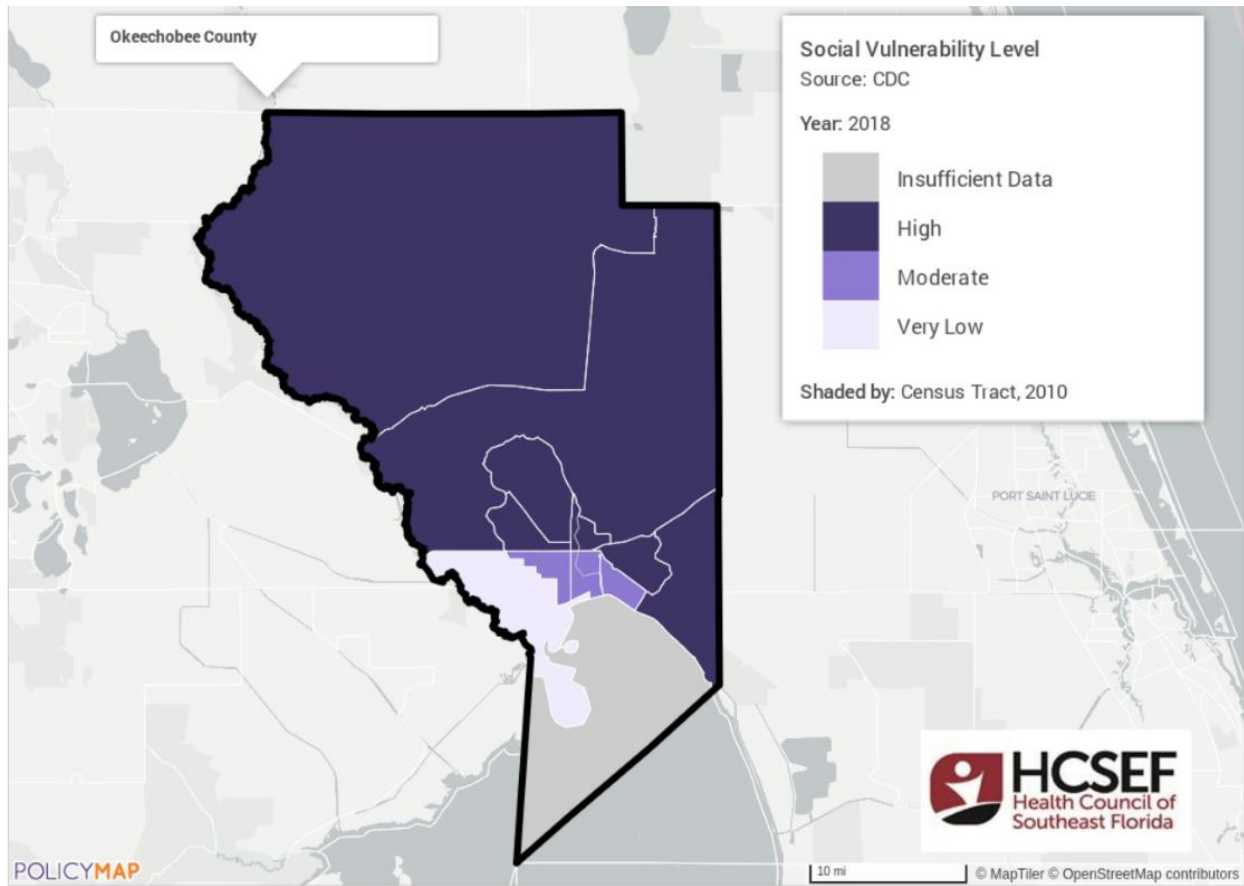 Okeechobee County
Social Vulnerability Level
Source: CDC
Year: 2018
Insufficient Data
High
Moderate
Very Low
Shaded by: Census Tract, 2010
PORT SAINT LUCIE
HCSEF
Health Council of
Southeast Florida
POLICYMAP
10 mi
© MapTiler © OpenStreetMap contributors